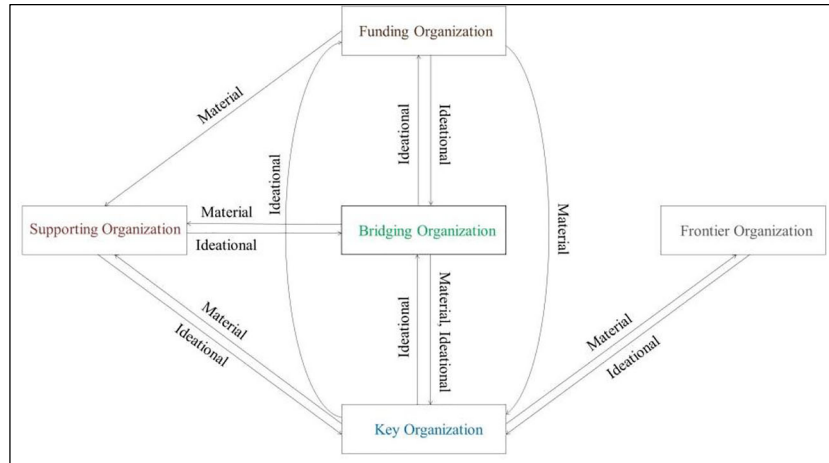 Funding Organization
Material
Ideational
Ideational
Ideational
Material
Supporting Organization
Material
Ideational
Bridging Organization
Frontier Organization
Material
Ideational
Ideational
Material, Ideational
Material
Ideational
Key Organization